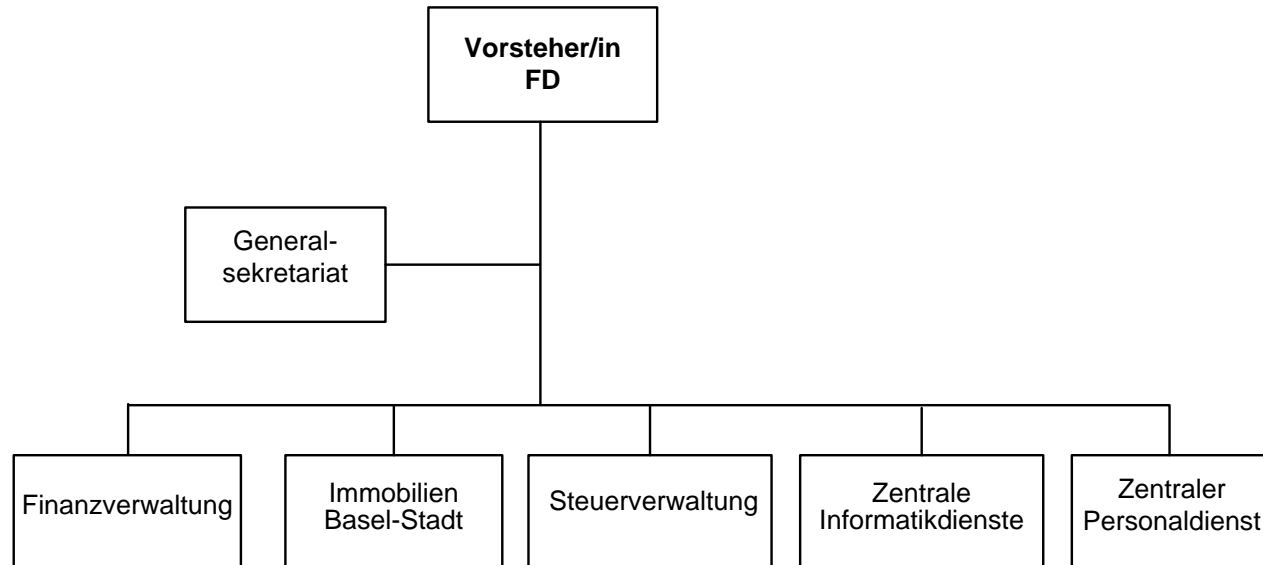 Vorsteher/in
FD
General-
sekretariat
Finanzverwaltung
Immobilien
Basel-Stadt
Steuerverwaltung
Zentrale
Informatikdienste
Zentraler
Personaldienst